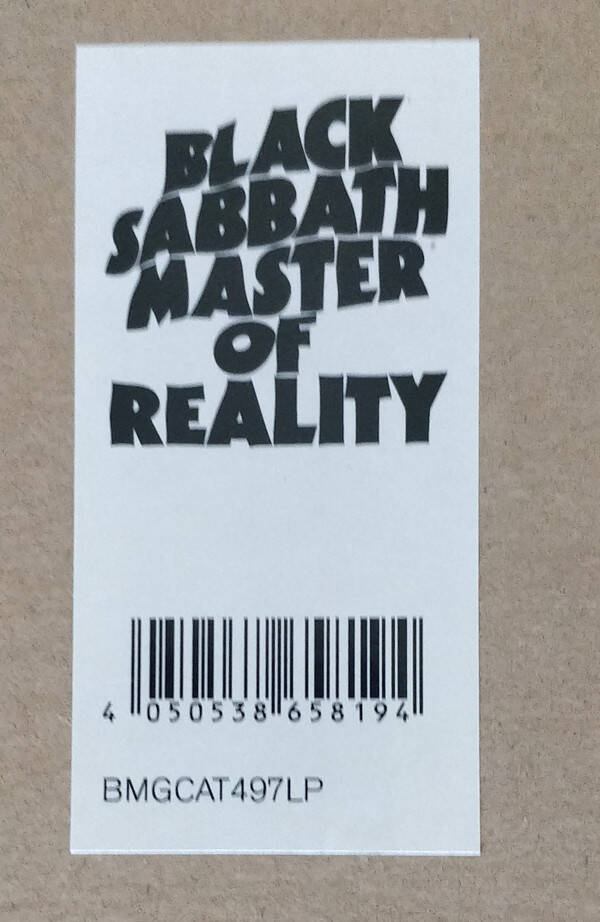 BLACK
SABBATH
MASTER
OF
REALITY
4 050538 658194
BMGCAT497LP